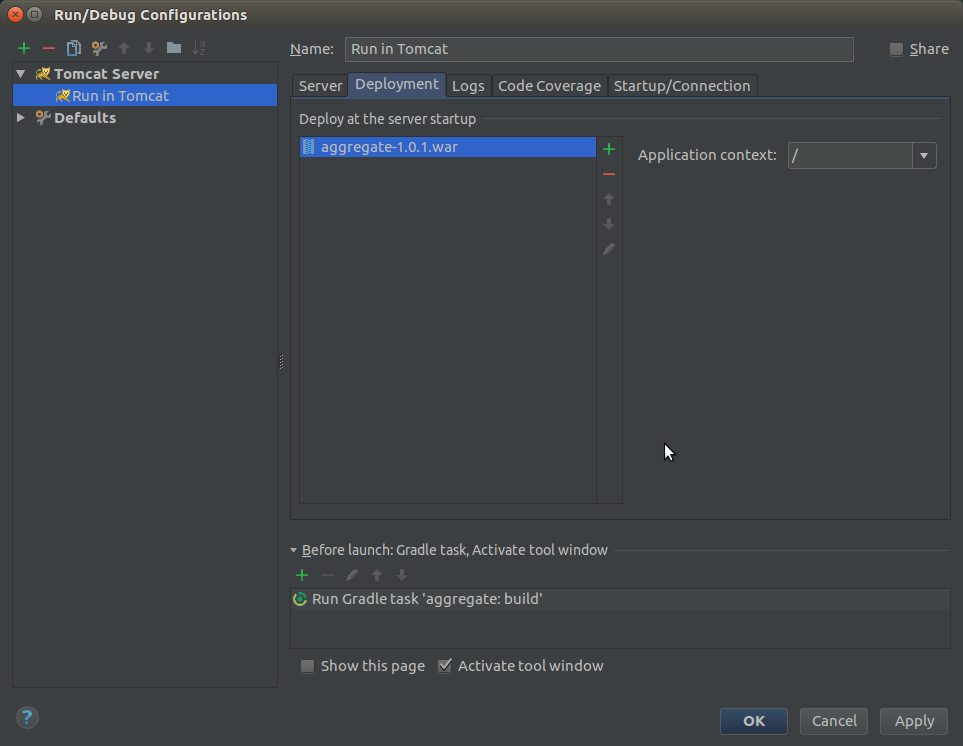 Run/Debug Configurations
Name: Run in Tomcat Share
Tomcat Server
Run in Tomcat
Defaults
Server Deployment Logs Code Coverage Startup/Connection
Deploy at the server startup
aggregate-1.0.1.war
Application context: /
Before launch: Gradle task, Activate tool window
Run Gradle task 'aggregate: build'
Show this page Activate tool window
? OK Cancel Apply